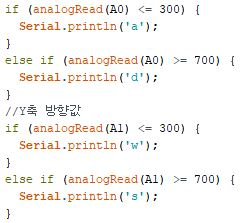 if (analogRead(A0) <= 300) {
  Serial.println('a');
}
else if (analogRead(A0) >= 700) {
  Serial.println('d');
}
//Y축 방향값
if (analogRead(A1) <= 300) {
  Serial.println('w');
}
else if (analogRead(A1) >= 700) {
  Serial.println('s');
}